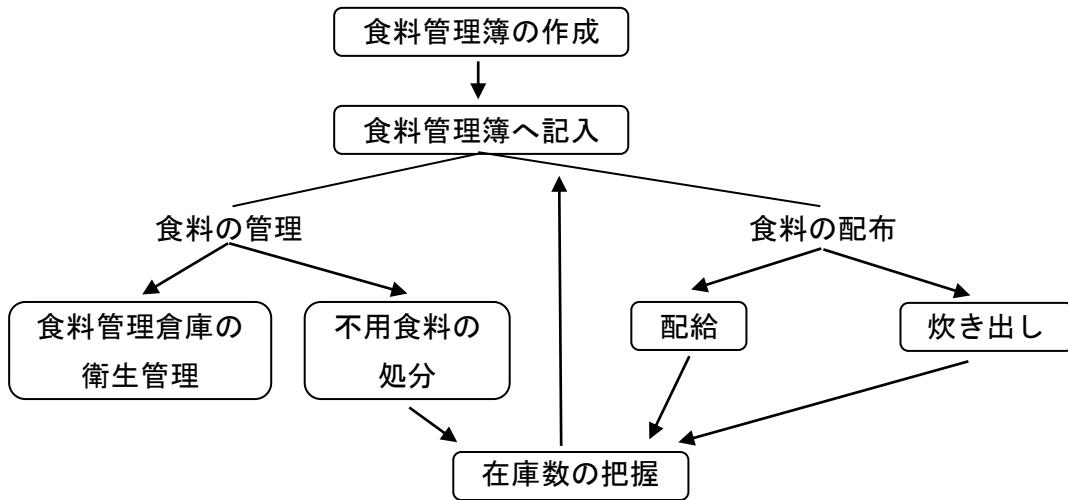 食料管理簿の作成
食料管理簿へ記入
食料の管理
食料の配布
食料管理倉庫の
衛生管理
不用食料の
処分
配給
炊き出し
在庫数の把握